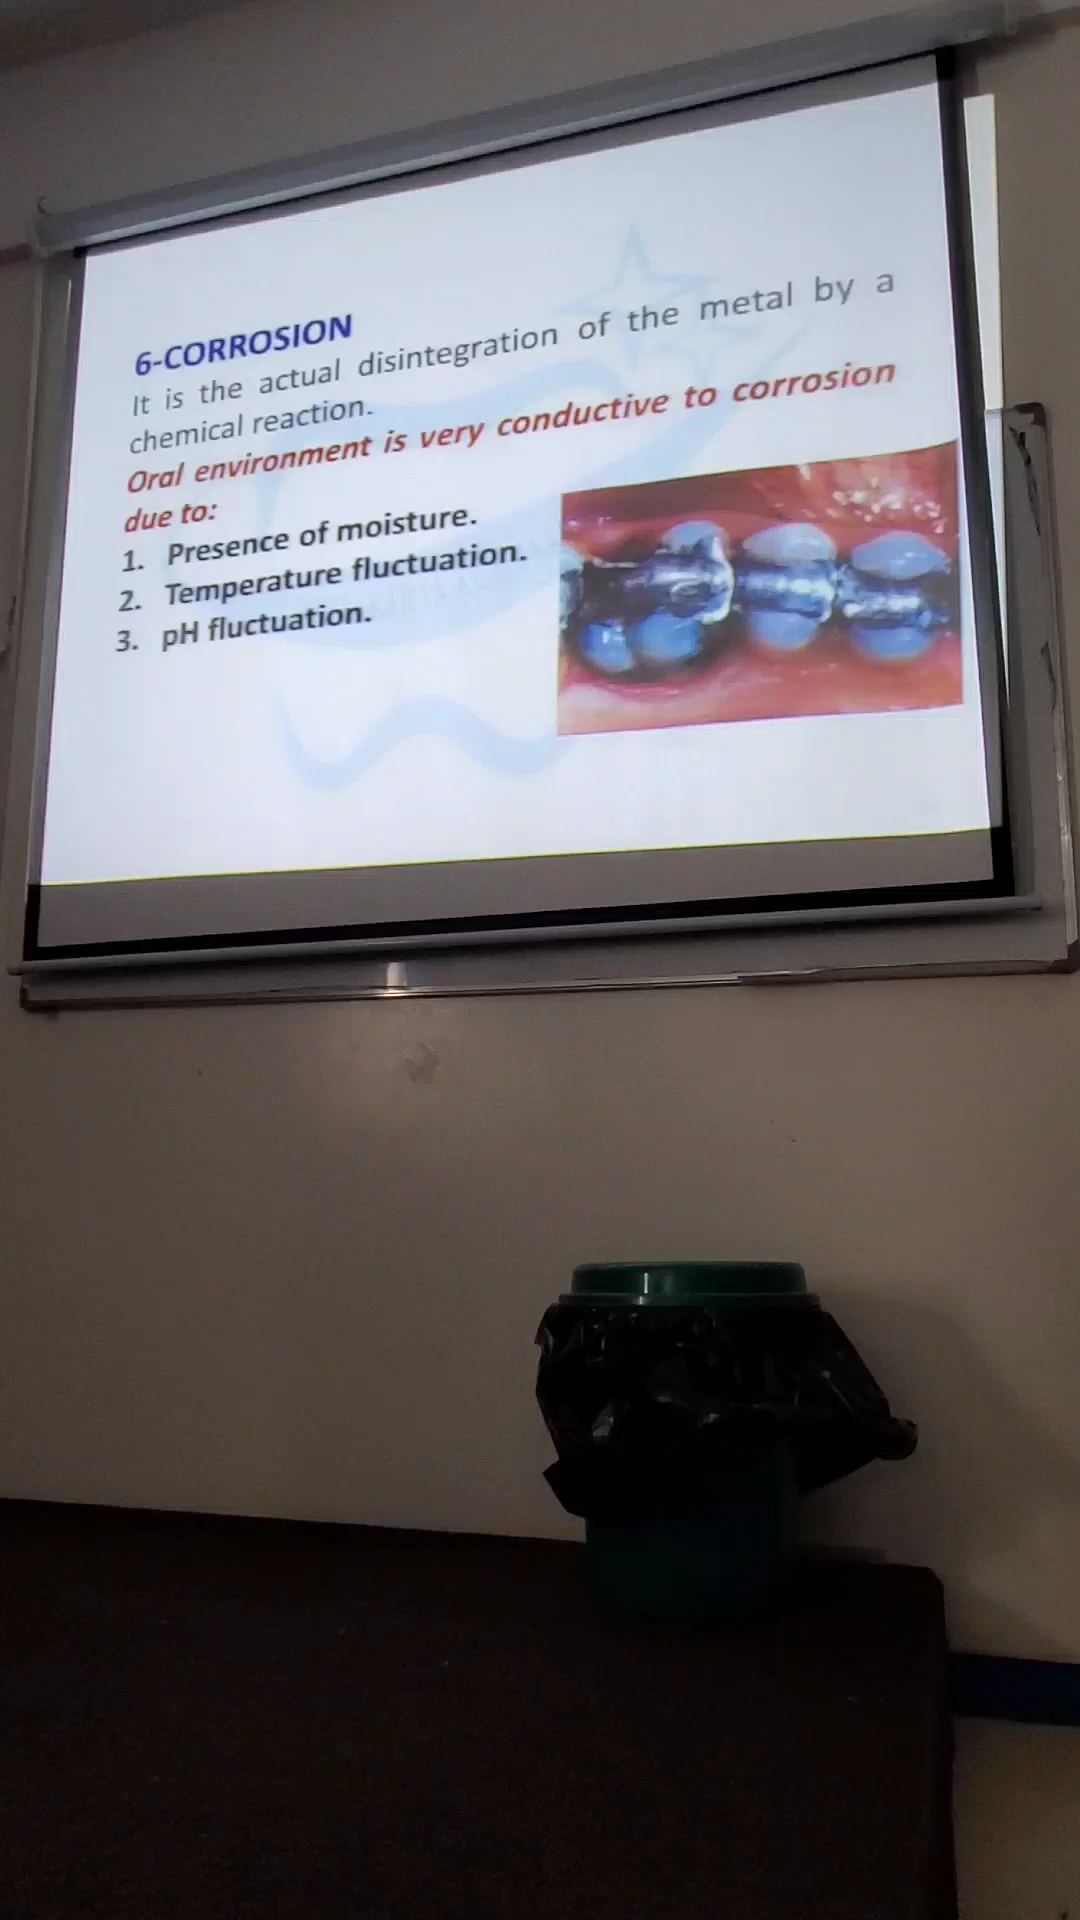 6-CORROSION
It is the actual disintegration of the metal by a
chemical reaction.
Oral environment is very conductive to corrosion
due to:
1. Presence of moisture.
2. Temperature fluctuation.
3. pH fluctuation.